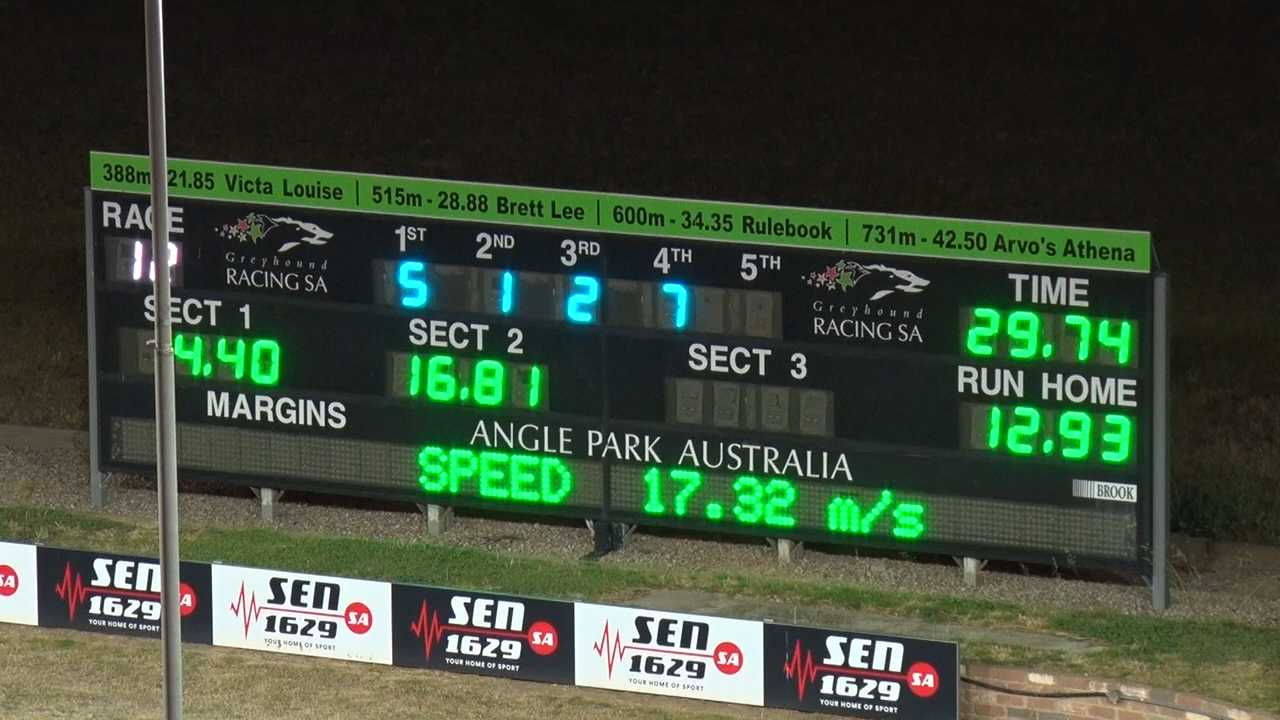 388m 21.85 Victa Louise | 515m - 28.88 Brett Lee | 600m - 34.35 Rulebook | 731m - 42.50 Arvo's Athena
RACE
Greyhound
RACING SA
1ST 2ND 3RD 4TH 5TH
5 1 2 7
Greyhound
RACING SA
TIME
29.74
SECT 1
4.40
SECT 2
16.81
SECT 3
RUN HOME
12.93
MARGINS
ANGLE PARK AUSTRALIA
SPEED 17.32 m/s
BROOK
SA
SEN
1629
SA
YOUR HOME OF SPORT
SEN
1629
SA
YOUR HOME OF SPORT
SEN
1629
SA
YOUR HOME OF SPORT
SEN
1629
SA
YOUR HOME OF SPORT
SEN
1629
SA
YOUR HOME OF SPORT